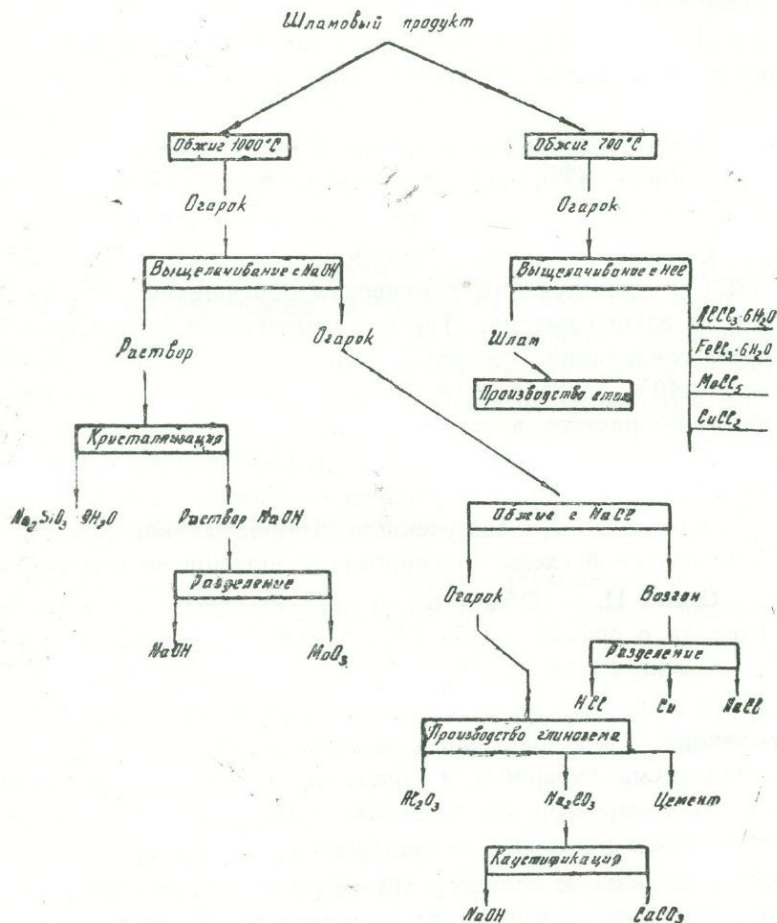 Шламовый продукт
Обжиг 1000°С
Обжиг 700°С
Огарок
Огарок
Выщелачивание с NaOH
Выщелачивание с HCl
AlCl₃·6H₂O
Раствор
Огарок
Шлам
FeCl₃·6H₂O
Производство
MoCl₅
Кристаллизация
CuCl₂
Na₂SiO₃·9H₂O
Раствор NaOH
Обжиг с NaCl
Разделение
Огарок
Возгон
NaOH
MoO₃
Разделение
HCl
Cu
NaCl
Производство глинозема
Al₂O₃
Na₂CO₃
Цемент
Каустификация
NaOH
CaCO₃